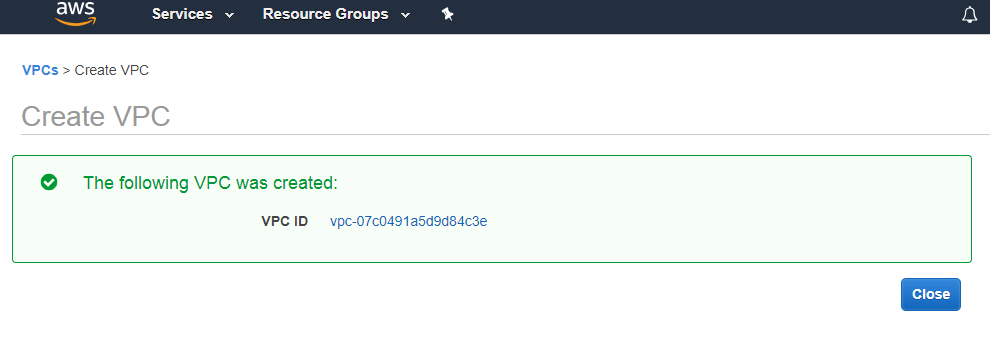 aws Services Resource Groups
VPCs > Create VPC
Create VPC
The following VPC was created:
VPC ID vpc-07c0491a5d9d84c3e
Close